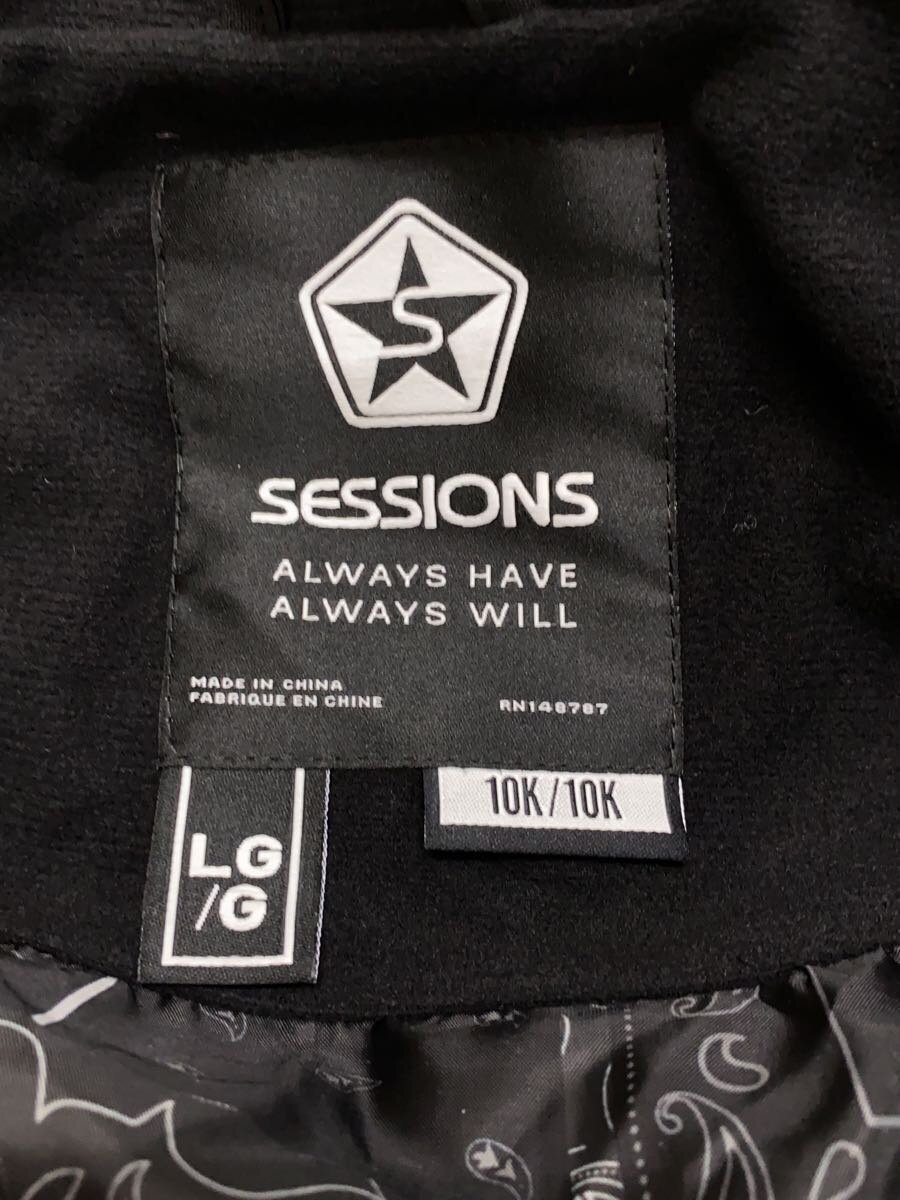 S
SESSIONS
ALWAYS HAVE
ALWAYS WILL
MADE IN CHINA
FABRIQUE EN CHINE
RN148787
10K/10K
LG
/G